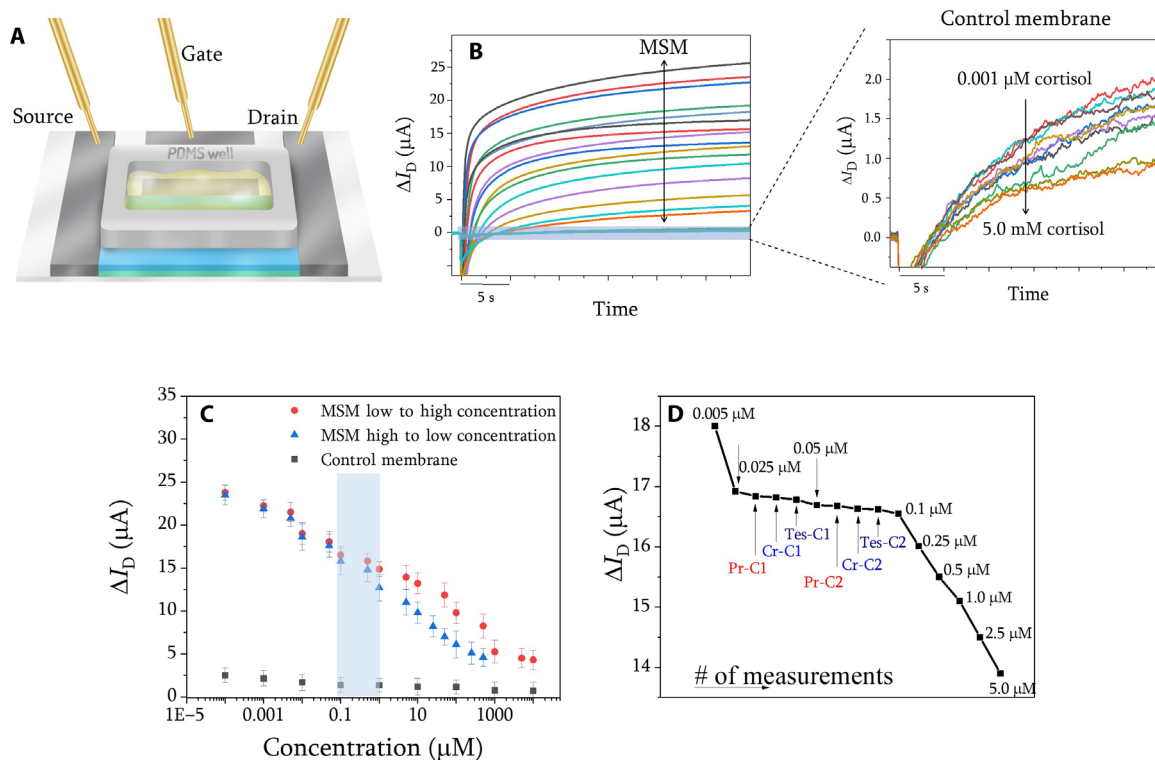 A
Source
Gate
Drain
PDMS well
B
MSM
25
20
15
10
5
0
ΔI_D (µA)
5 s
Time
Control membrane
2.0
1.5
1.0
0.5
0.0
ΔI_D (µA)
0.001 µM cortisol
5.0 mM cortisol
5 s
Time
C
MSM low to high concentration
MSM high to low concentration
Control membrane
35
30
25
20
15
10
5
0
ΔI_D (µA)
1E−5
0.001
0.1
10
1000
Concentration (µM)
D
18
17
16
15
14
ΔI_D (µA)
0.005 µM
0.025 µM
0.05 µM
Pr-C1
Cr-C1
Tes-C1
Pr-C2
Cr-C2
Tes-C2
0.1 µM
0.25 µM
0.5 µM
1.0 µM
2.5 µM
5.0 µM
# of measurements